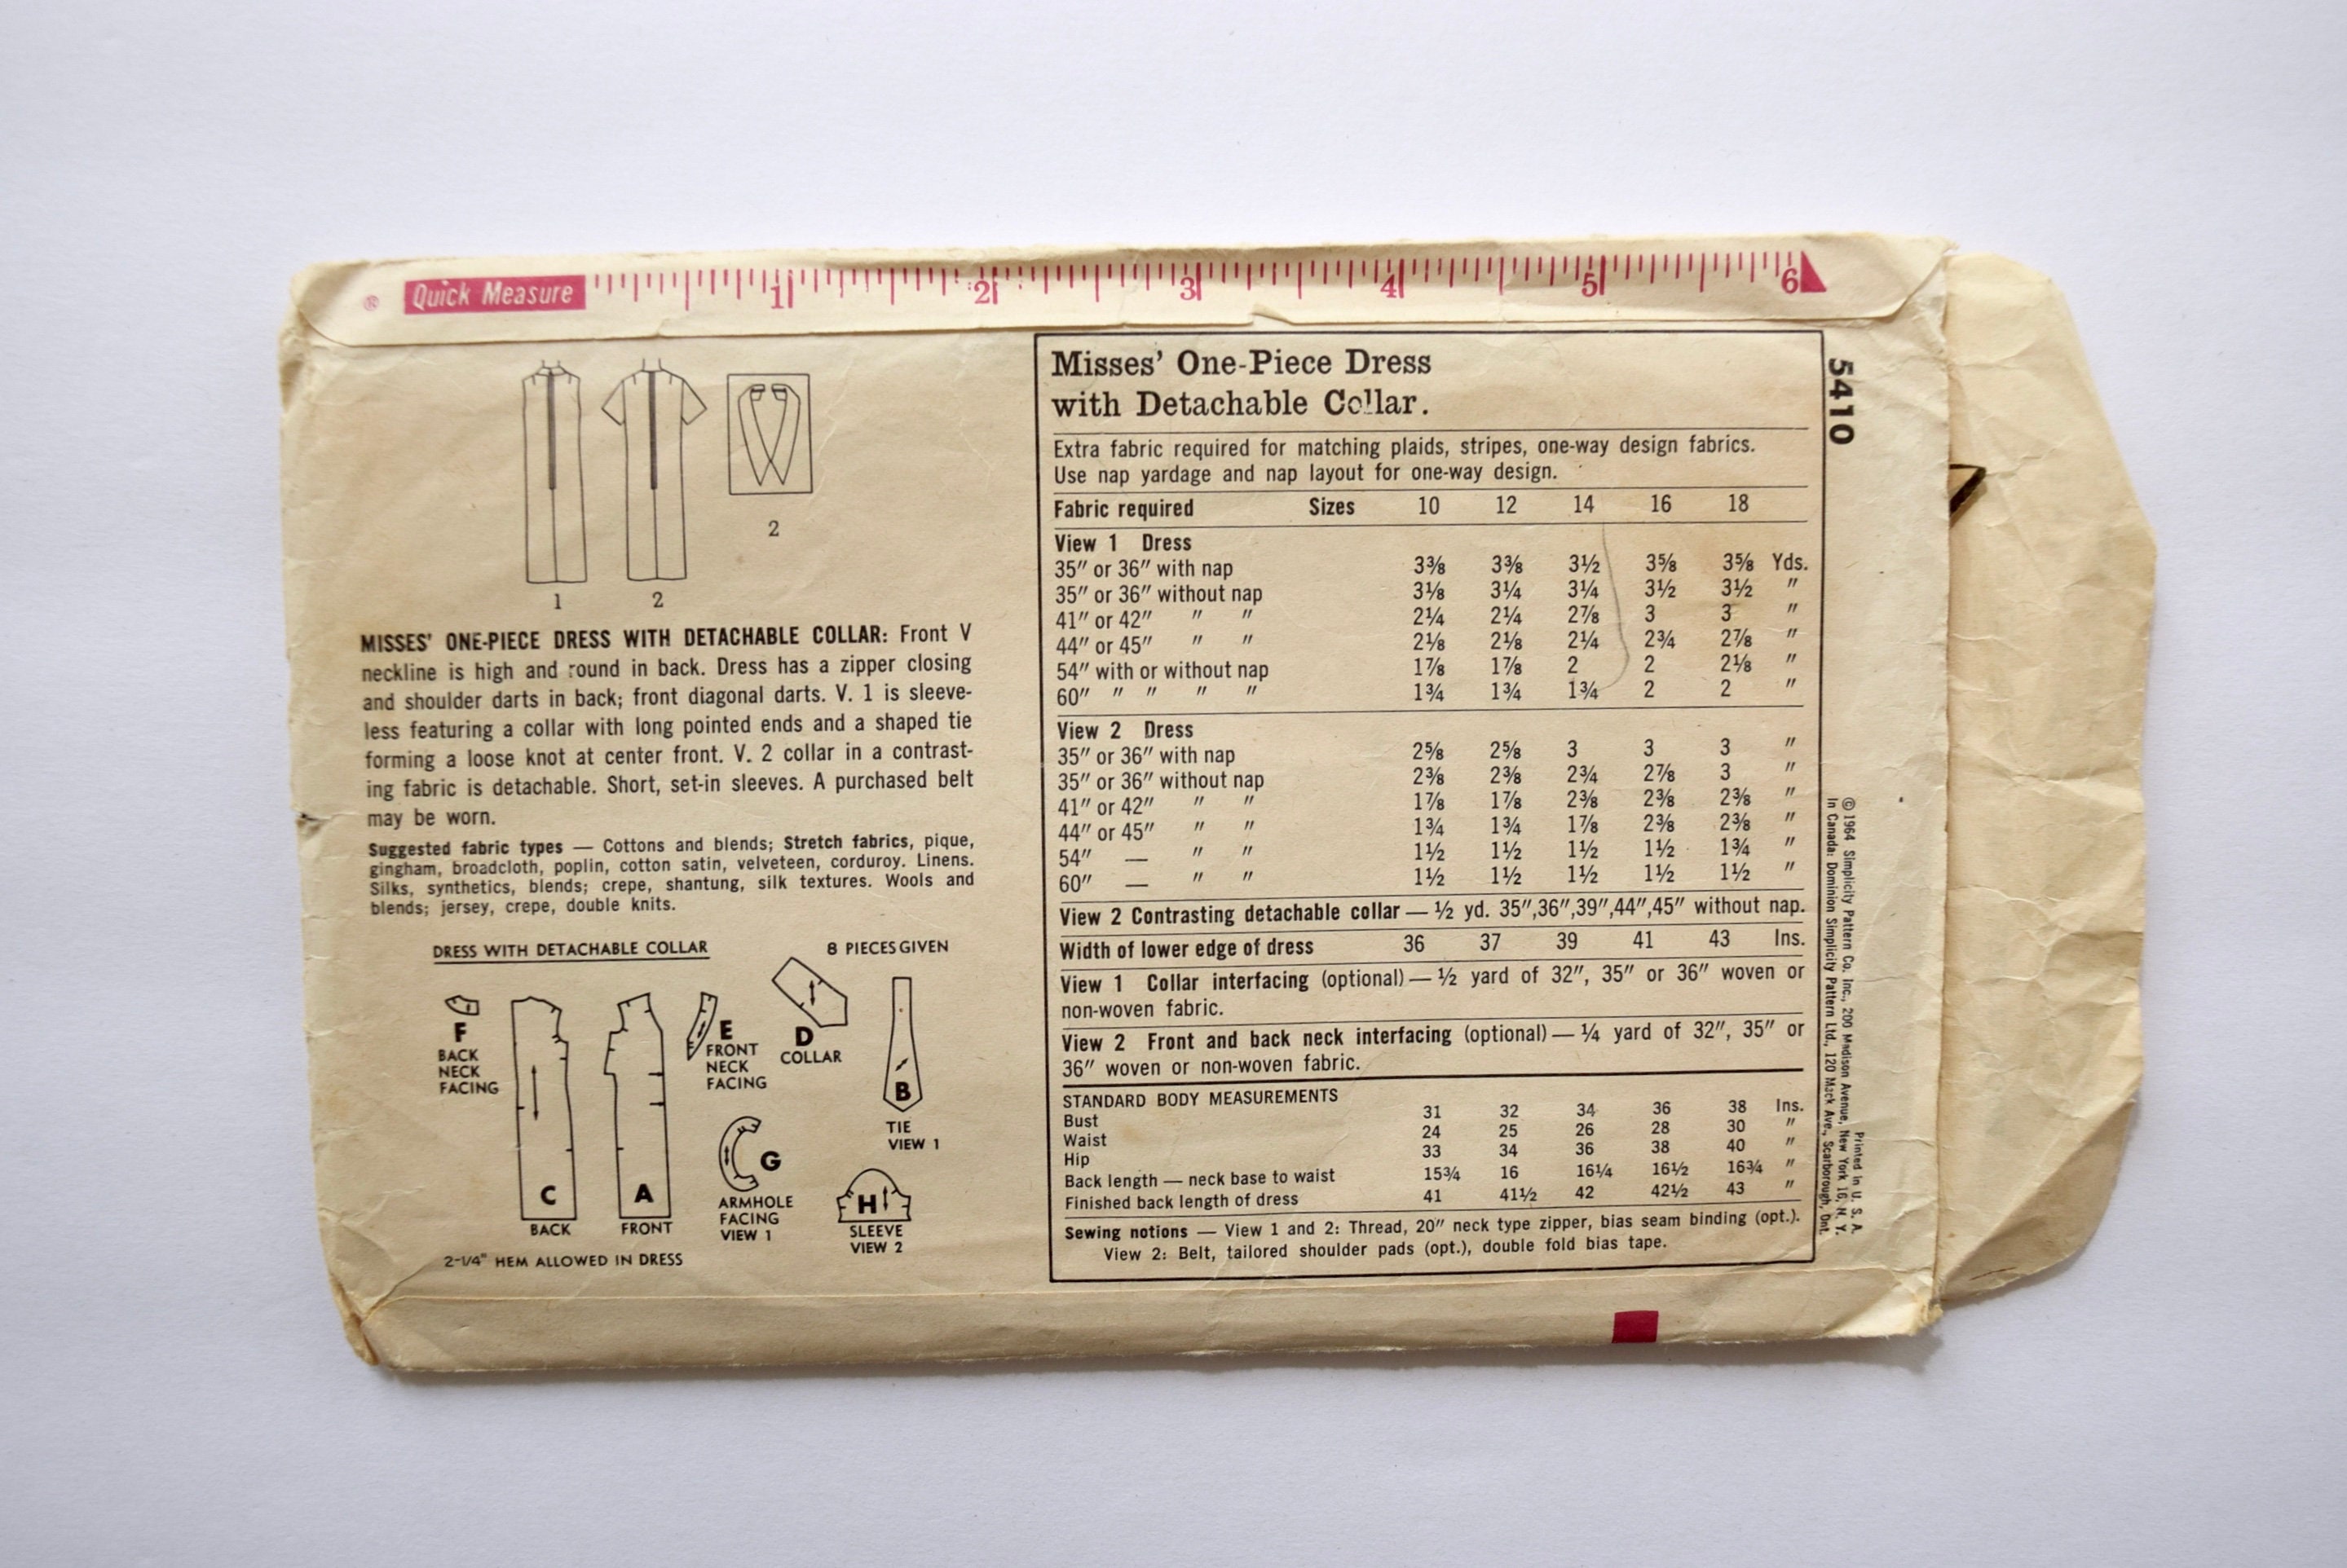 ® Quick Measure 1 2 3 4 5 6
1 2
2
MISSES' ONE-PIECE DRESS WITH DETACHABLE COLLAR: Front V
neckline is high and round in back. Dress has a zipper closing
and shoulder darts in back; front diagonal darts. V. 1 is sleeve-
less featuring a collar with long pointed ends and a shaped tie
forming a loose knot at center front. V. 2 collar in a contrast-
ing fabric is detachable. Short, set-in sleeves. A purchased belt
may be worn.
Suggested fabric types — Cottons and blends; Stretch fabrics, pique,
gingham, broadcloth, poplin, cotton satin, velveteen, corduroy. Linens.
Silks, synthetics, blends; crepe, shantung, silk textures. Wools and
blends; jersey, crepe, double knits.
DRESS WITH DETACHABLE COLLAR 8 PIECES GIVEN
F
BACK
NECK
FACING
C
BACK
A
FRONT
E
FRONT
NECK
FACING
D
COLLAR
B
TIE
VIEW 1
G
ARMHOLE
FACING
VIEW 1
H
SLEEVE
VIEW 2
2-1/4" HEM ALLOWED IN DRESS
Misses' One-Piece Dress
with Detachable Collar.
Extra fabric required for matching plaids, stripes, one-way design fabrics.
Use nap yardage and nap layout for one-way design.
Fabric required Sizes 10 12 14 16 18
View 1 Dress
35" or 36" with nap 3⅜ 3⅜ 3½ 3⅝ 3⅝ Yds.
35" or 36" without nap 3⅛ 3¼ 3¼ 3½ 3½ "
41" or 42" " " 2¼ 2¼ 2⅞ 3 3 "
44" or 45" " " 2⅛ 2⅛ 2¼ 2¾ 2⅞ "
54" with or without nap 1⅞ 1⅞ 2 2 2⅛ "
60" " " " " 1¾ 1¾ 1¾ 2 2 "
View 2 Dress
35" or 36" with nap 2⅝ 2⅝ 3 3 3 "
35" or 36" without nap 2⅜ 2⅜ 2¾ 2⅞ 3 "
41" or 42" " " 1⅞ 1⅞ 2⅜ 2⅜ 2⅜ "
44" or 45" " " 1¾ 1¾ 1⅞ 2⅜ 2⅜ "
54" — " " 1½ 1½ 1½ 1½ 1¾ "
60" — " " 1½ 1½ 1½ 1½ 1½ "
View 2 Contrasting detachable collar — ½ yd. 35",36",39",44",45" without nap.
Width of lower edge of dress 36 37 39 41 43 Ins.
View 1 Collar interfacing (optional) — ½ yard of 32", 35" or 36" woven or
non-woven fabric.
View 2 Front and back neck interfacing (optional) — ¼ yard of 32", 35" or
36" woven or non-woven fabric.
STANDARD BODY MEASUREMENTS
Bust 31 32 34 36 38 Ins.
Waist 24 25 26 28 30 "
Hip 33 34 36 38 40 "
Back length — neck base to waist 15¾ 16 16¼ 16½ 16¾ "
Finished back length of dress 41 41½ 42 42½ 43 "
Sewing notions — View 1 and 2: Thread, 20" neck type zipper, bias seam binding (opt.).
View 2: Belt, tailored shoulder pads (opt.), double fold bias tape.
5410
Printed in U. S. A.
©1964 Simplicity Pattern Co. Inc., 200 Madison Avenue, New York 16, N. Y.
In Canada: Dominion Simplicity Pattern Ltd., 120 Mack Ave., Scarborough, Ont.